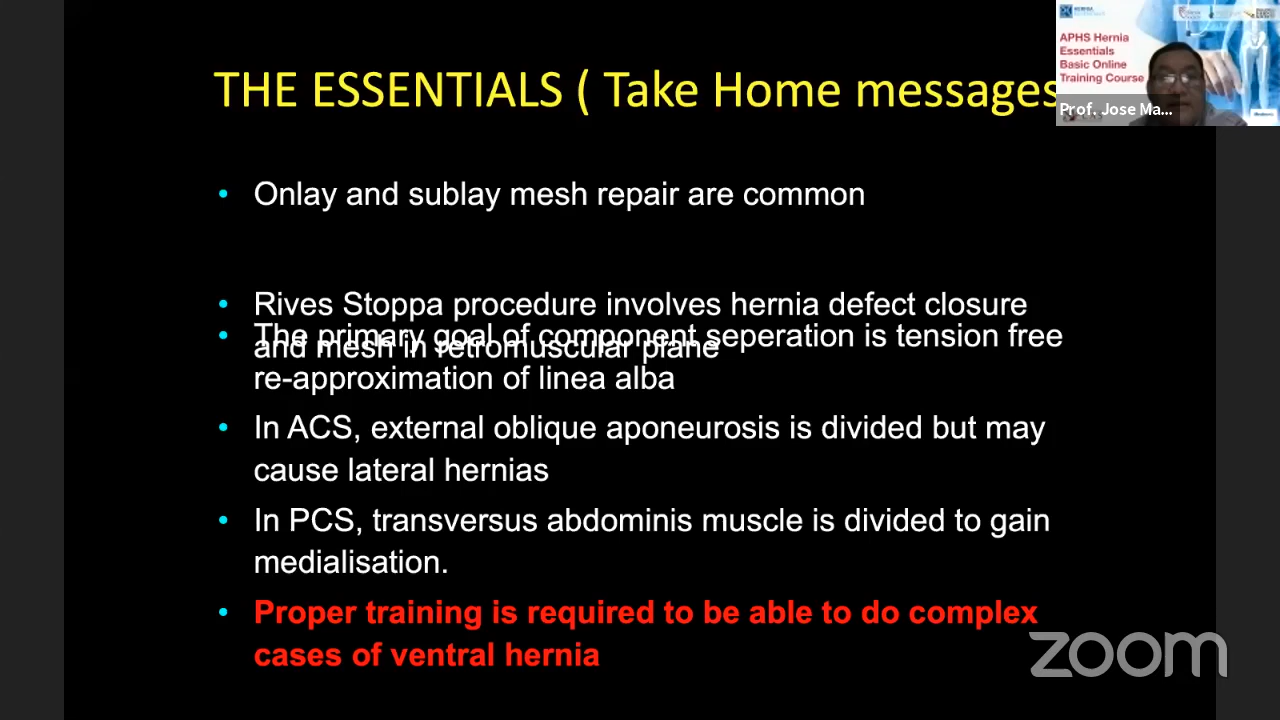 THE ESSENTIALS ( Take Home messages
APHS Hernia
Essentials
Basic Online
Training Course
Prof. Jose Ma...
• Onlay and sublay mesh repair are common
• Rives Stoppa procedure involves hernia defect closure
and mesh in retromuscular plane
• The primary goal of component seperation is tension free
re-approximation of linea alba
• In ACS, external oblique aponeurosis is divided but may
cause lateral hernias
• In PCS, transversus abdominis muscle is divided to gain
medialisation.
• Proper training is required to be able to do complex
cases of ventral hernia
zoom